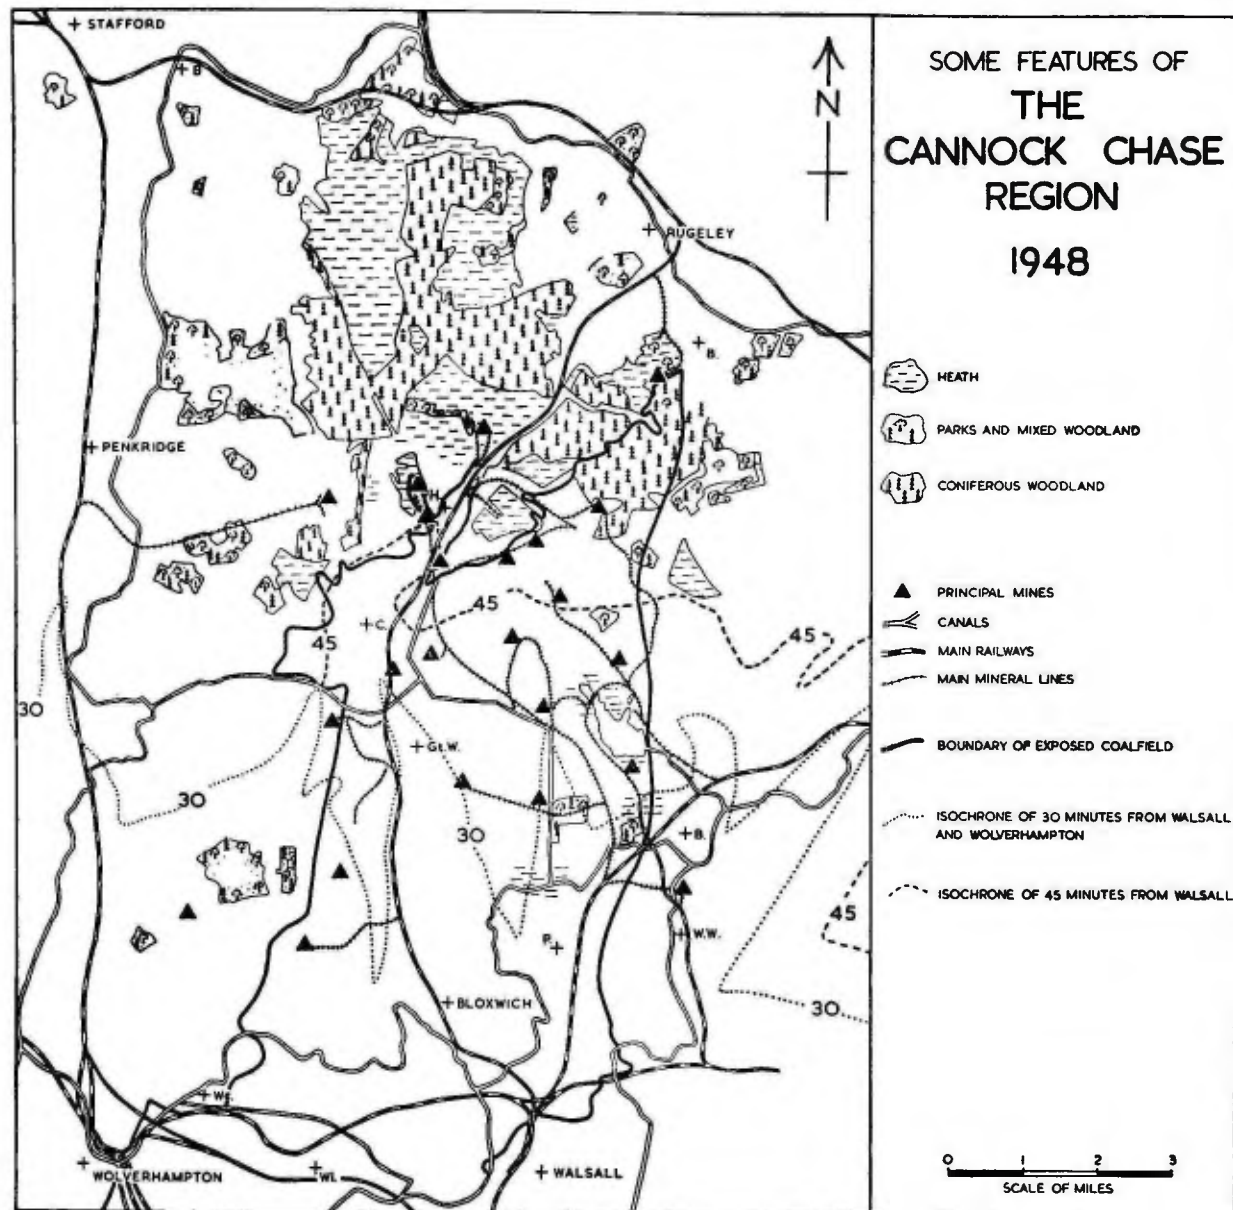 STAFFORD
B
RUGELEY
B.
PENKRIDGE
H.
45
45
C.
45
30
Gt.W.
30
30
B.
45
P.
W.W.
BLOXWICH
30
WOLVERHAMPTON
WI.
WALSALL
N
SOME FEATURES OF
THE
CANNOCK CHASE
REGION
1948
HEATH
PARKS AND MIXED WOODLAND
CONIFEROUS WOODLAND
PRINCIPAL MINES
CANALS
MAIN RAILWAYS
MAIN MINERAL LINES
BOUNDARY OF EXPOSED COALFIELD
ISOCHRONE OF 30 MINUTES FROM WALSALL
AND WOLVERHAMPTON
ISOCHRONE OF 45 MINUTES FROM WALSALL
0 1 2 3
SCALE OF MILES